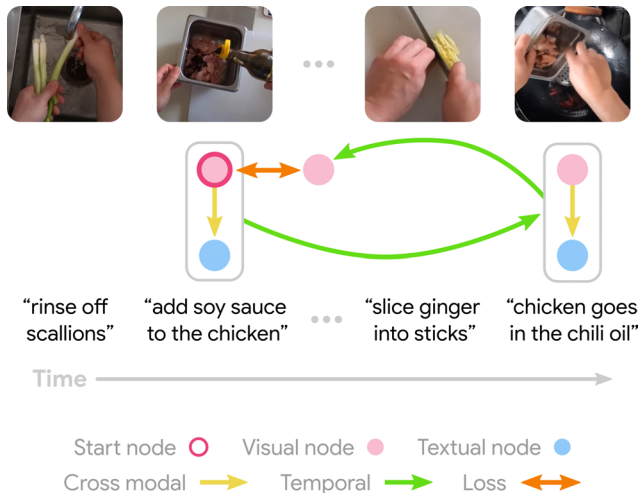 “rinse off
scallions”
“add soy sauce
to the chicken”
“slice ginger
into sticks”
“chicken goes
in the chili oil”
Time
Start node
Visual node
Textual node
Cross modal
Temporal
Loss